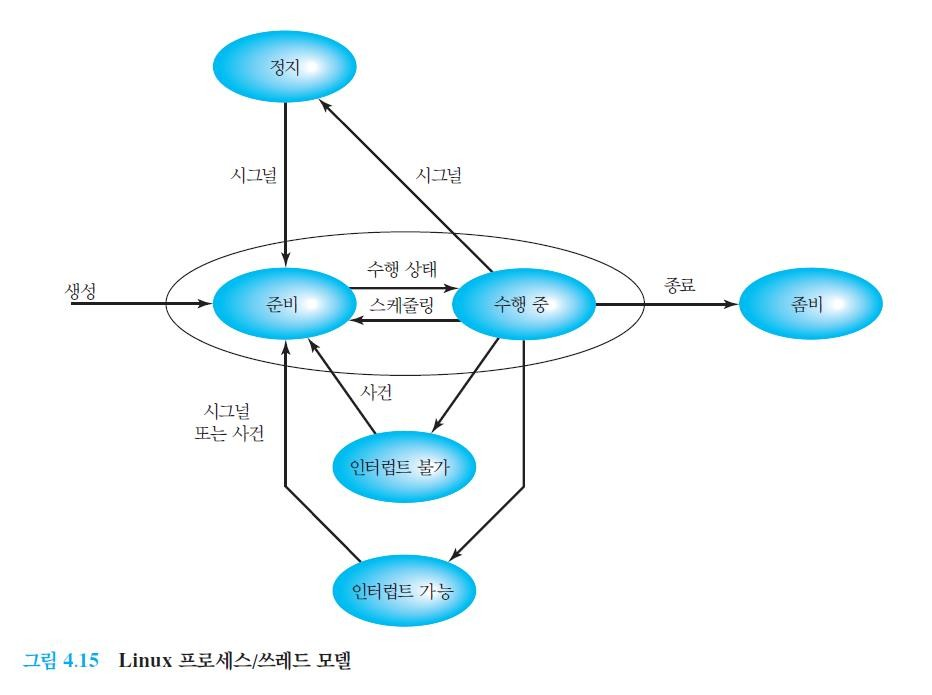 정지
시그널
시그널
생성
수행 상태
스케줄링
준비
수행 중
종료
좀비
사건
시그널
또는 사건
인터럽트 불가
인터럽트 가능
그림 4.15 Linux 프로세스/쓰레드 모델